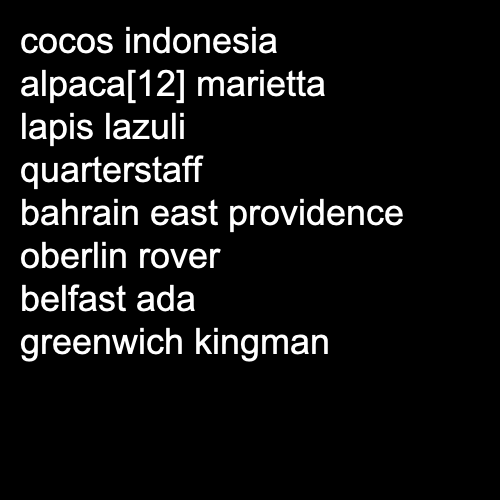 cocos indonesia
alpaca[12] marietta
lapis lazuli
quarterstaff
bahrain east providence
oberlin rover
belfast ada
greenwich kingman